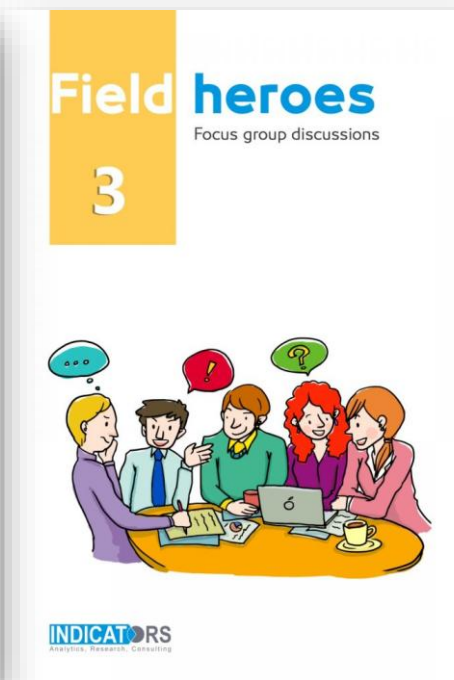 Field heroes
Focus group discussions
3
INDICATORS
Analytics, Research, Consulting